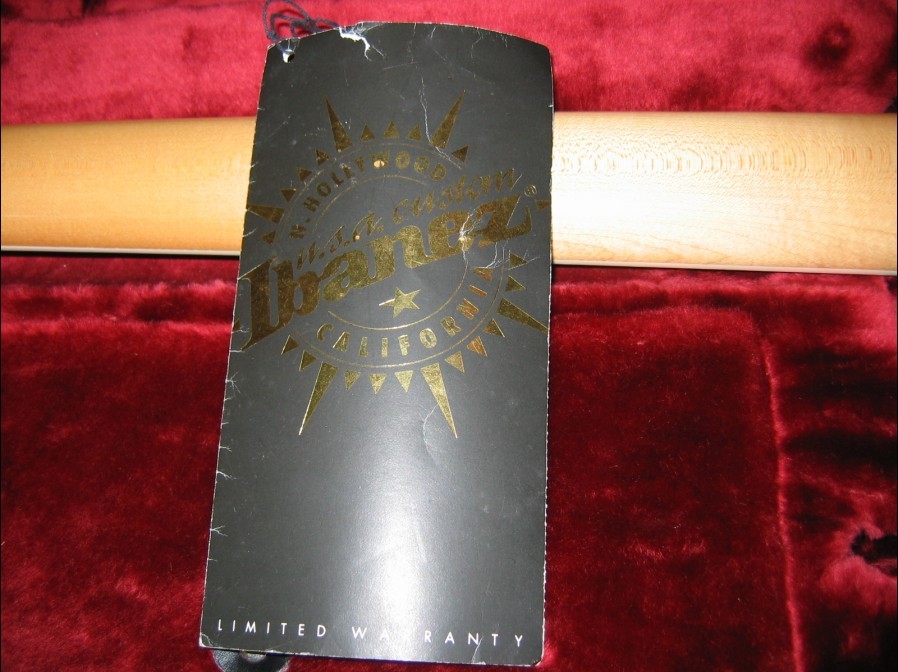 N. HOLLYWOOD
U.S.A. Custom
Ibanez®
CALIFORNIA
LIMITED WARRANTY